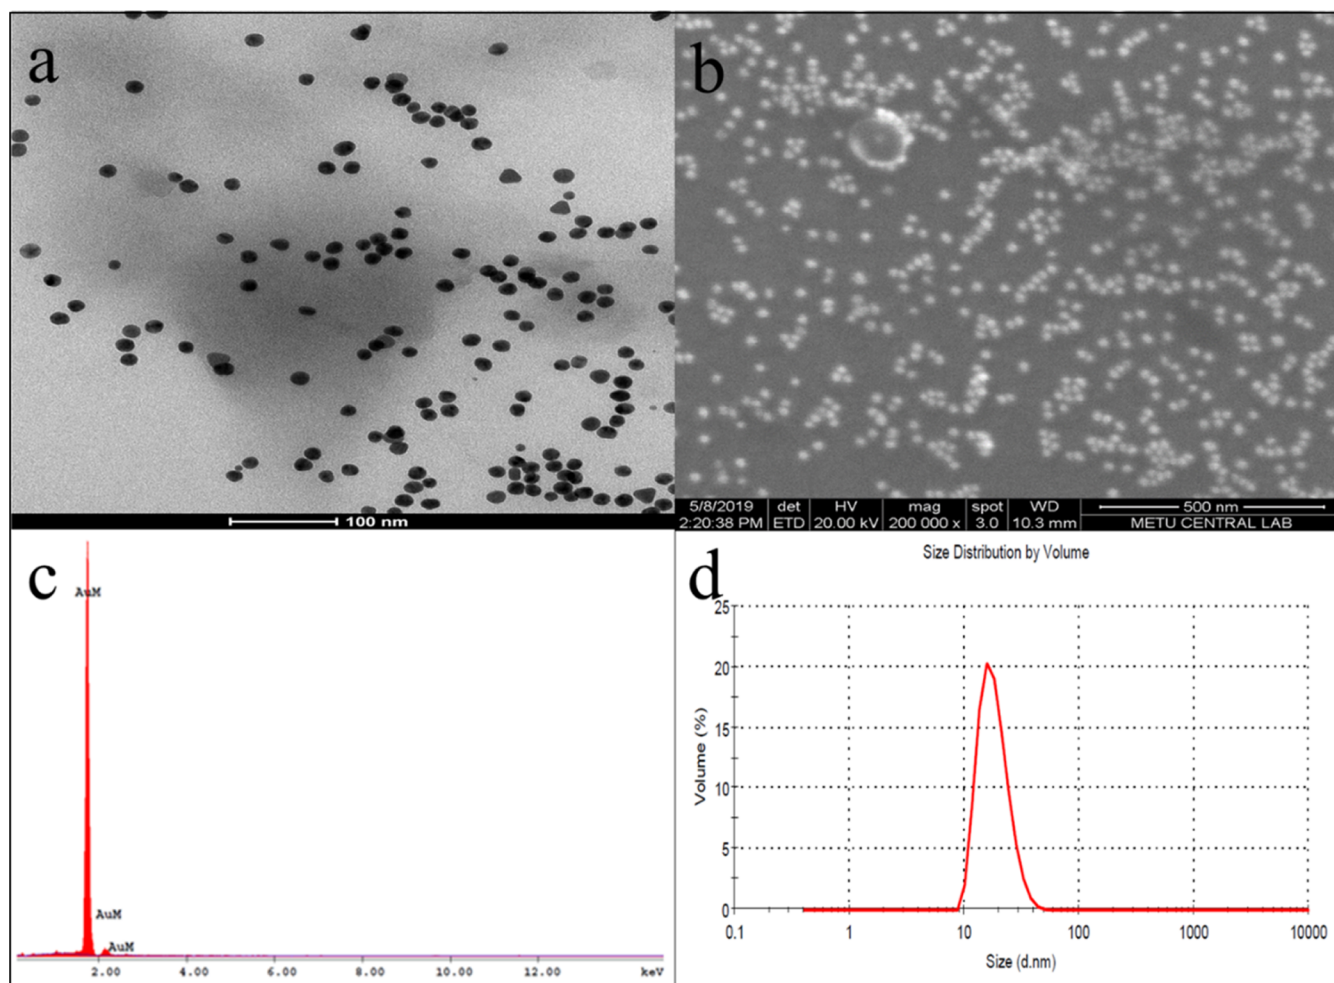 a
100 nm
b
5/8/2019 det HV mag spot WD 500 nm
2:20:38 PM ETD 20.00 kV 200 000 x 3.0 10.3 mm METU CENTRAL LAB
c
AuM
AuM
AuM
2.00 4.00 6.00 8.00 10.00 12.00 keV
d
Size Distribution by Volume
25
20
15
10
5
0
Volume (%)
0.1 1 10 100 1000 10000
Size (d.nm)